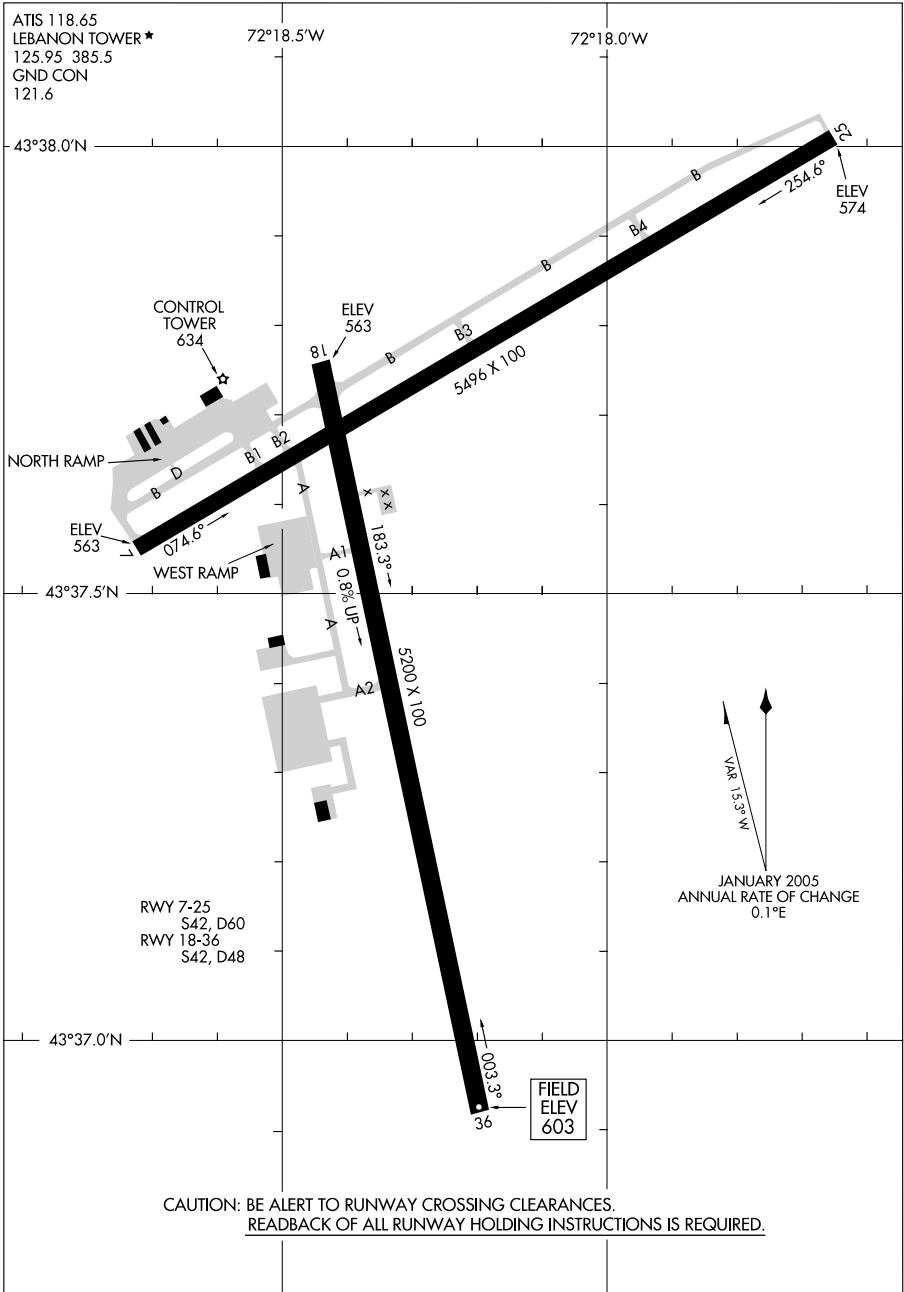 ATIS 118.65
LEBANON TOWER ★
125.95 385.5
GND CON
121.6
72°18.5'W
72°18.0'W
43°38.0'N
25
254.6°
ELEV
574
B
B4
B
B3
B
5496 X 100
CONTROL
TOWER
634
ELEV
563
18
NORTH RAMP
B
D
B1
B2
A
X
X
X
ELEV
563
7
074.6°
WEST RAMP
A1
183.3°
0.8% UP
43°37.5'N
A
5200 X 100
A2
VAR 15.3° W
JANUARY 2005
ANNUAL RATE OF CHANGE
0.1°E
RWY 7-25
S42, D60
RWY 18-36
S42, D48
43°37.0'N
003.3°
36
FIELD
ELEV
603
CAUTION: BE ALERT TO RUNWAY CROSSING CLEARANCES.
READBACK OF ALL RUNWAY HOLDING INSTRUCTIONS IS REQUIRED.